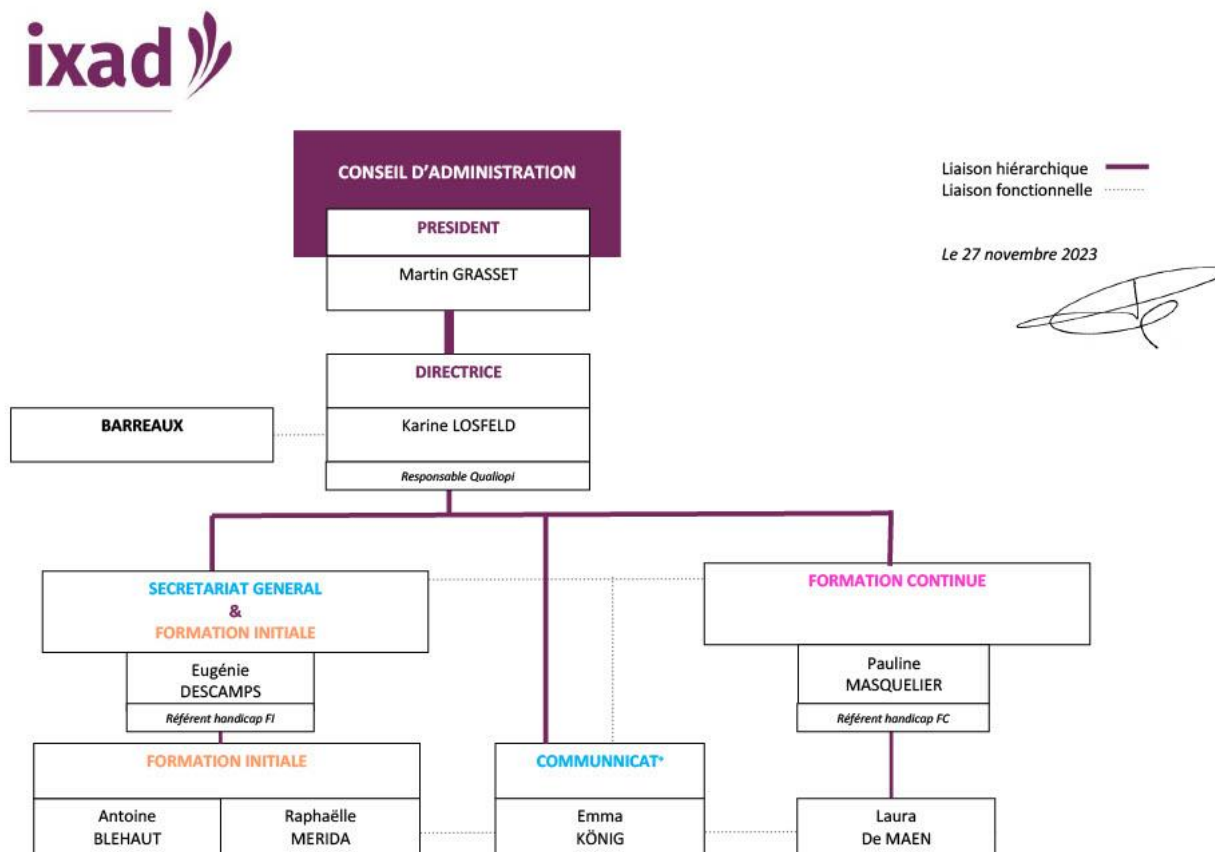 ixad
CONSEIL D'ADMINISTRATION
PRESIDENT
Martin GRASSET
Liaison hiérarchique
Liaison fonctionnelle
Le 27 novembre 2023
DIRECTRICE
Karine LOSFELD
Responsable Qualiopi
BARREAUX
SECRETARIAT GENERAL
&
FORMATION INITIALE
Eugénie
DESCAMPS
Référent handicap FI
FORMATION CONTINUE
Pauline
MASQUELIER
Référent handicap FC
FORMATION INITIALE
Antoine
BLEHAUT
Raphaëlle
MERIDA
COMMUNNICAT°
Emma
KÖNIG
Laura
De MAEN